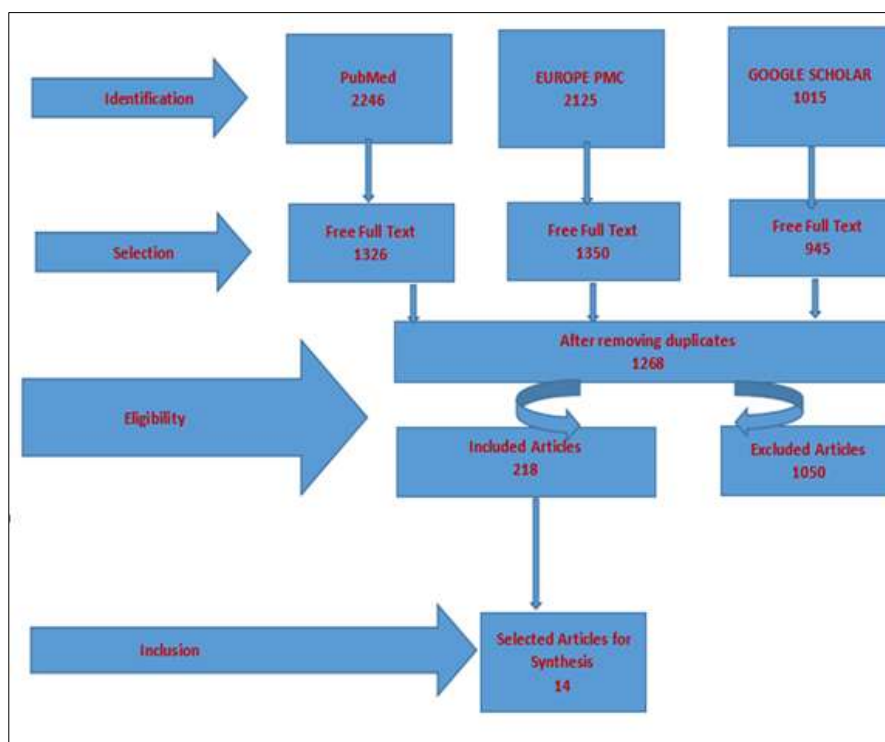 Identification
PubMed
2246
EUROPE PMC
2125
GOOGLE SCHOLAR
1015
Selection
Free Full Text
1326
Free Full Text
1350
Free Full Text
945
Eligibility
After removing duplicates
1268
Included Articles
218
Excluded Articles
1050
Inclusion
Selected Articles for
Synthesis
14